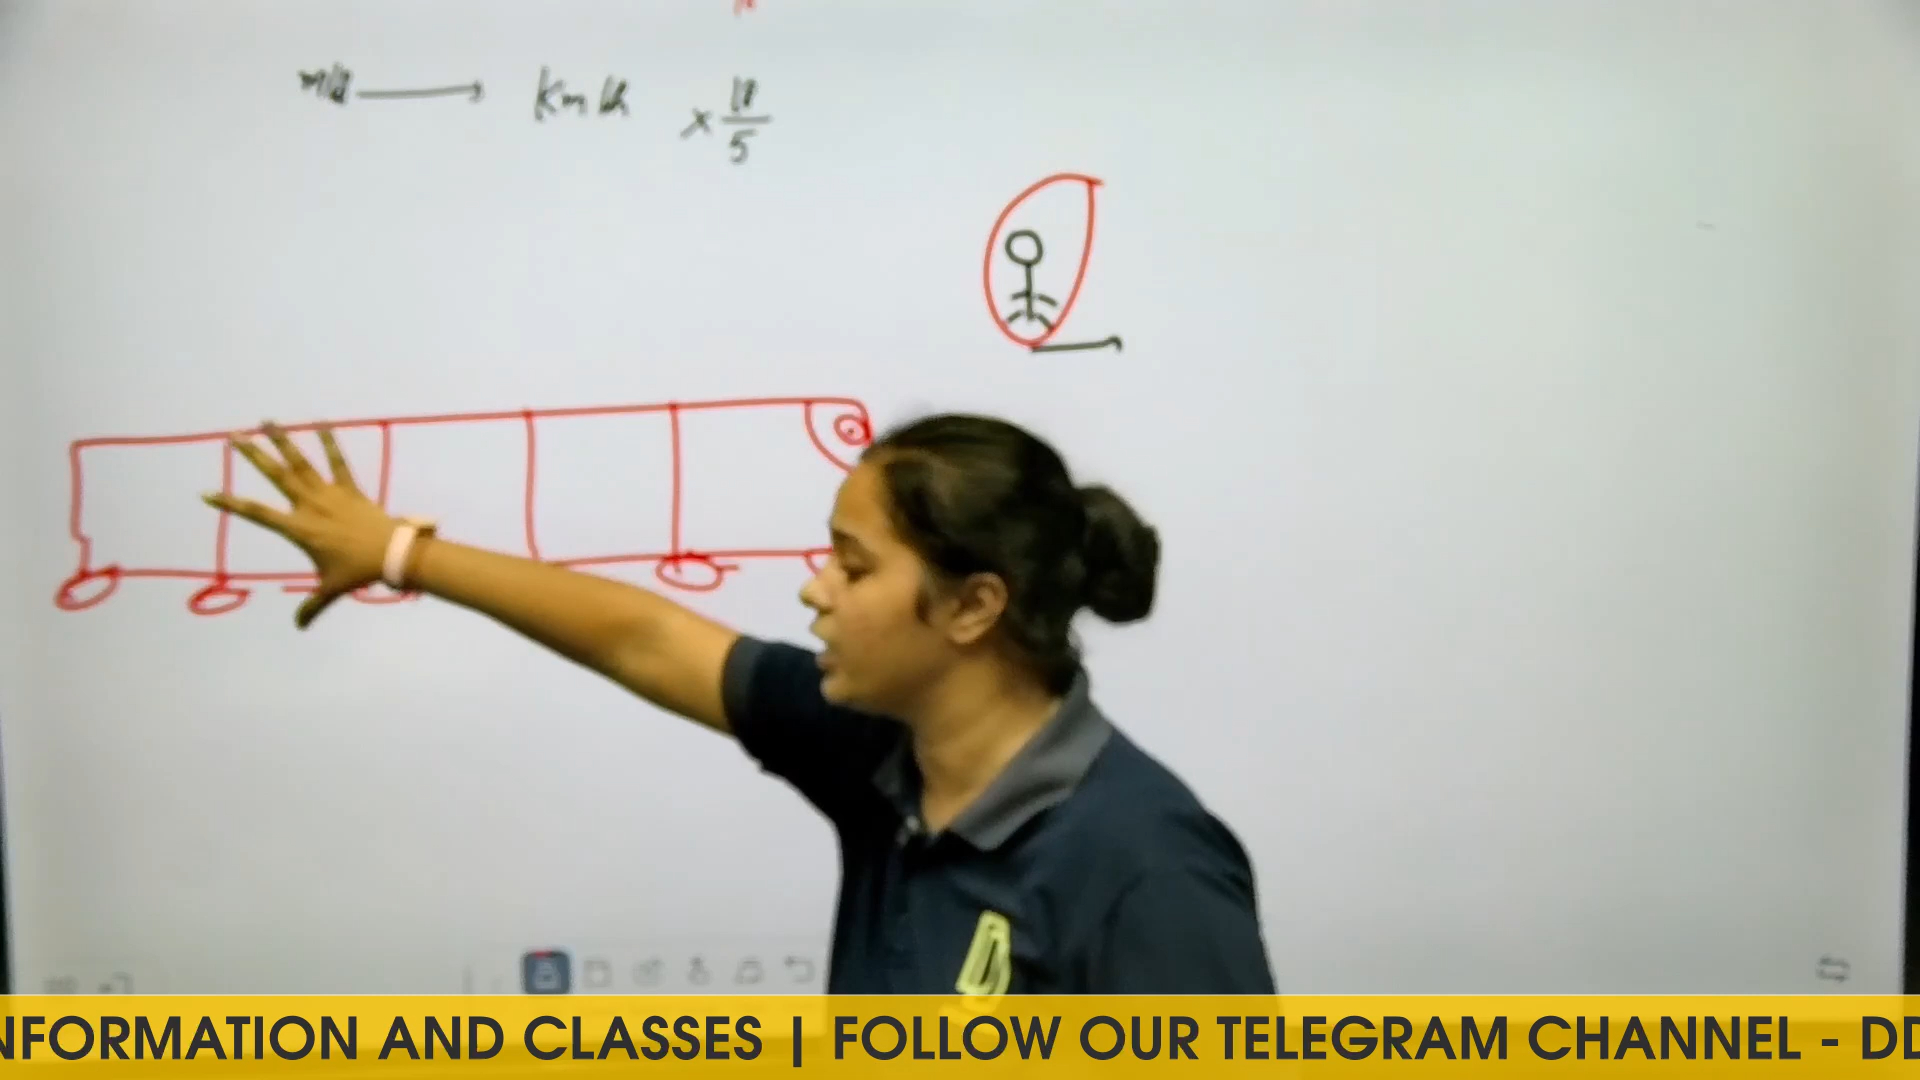 m/s → Km/h × 18/5
NFORMATION AND CLASSES | FOLLOW OUR TELEGRAM CHANNEL - DD